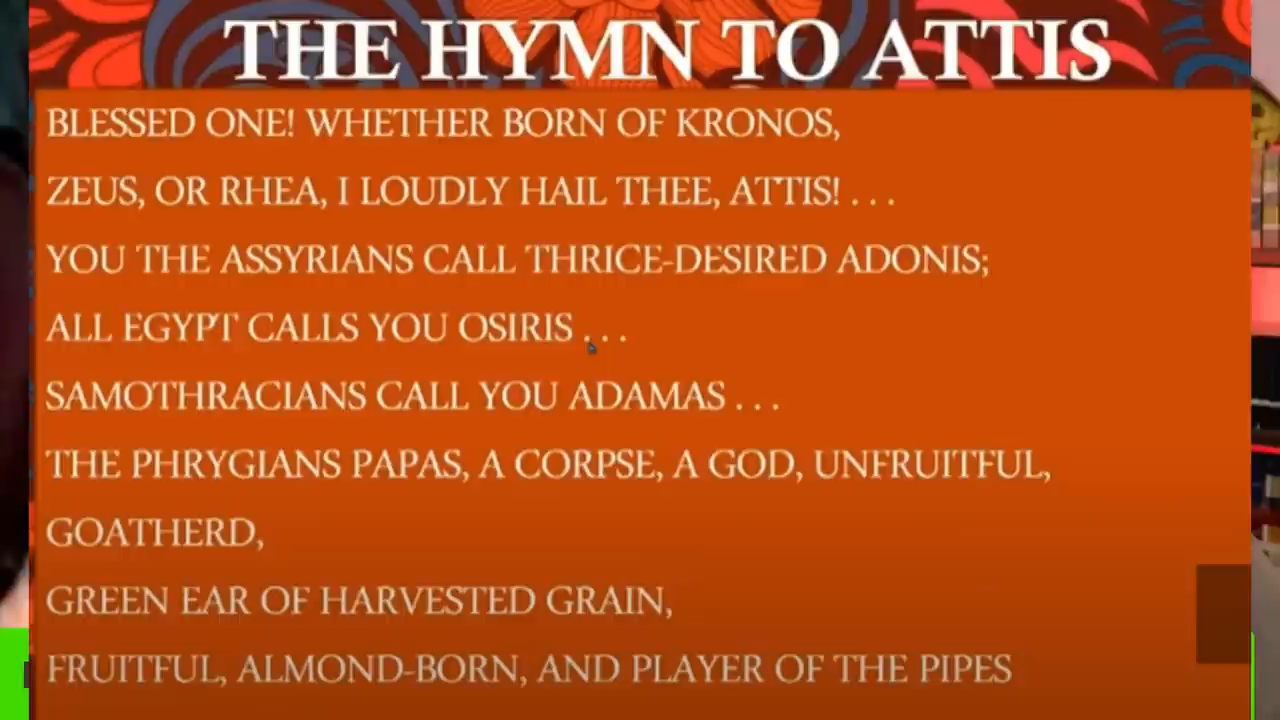 THE HYMN TO ATTIS
BLESSED ONE! WHETHER BORN OF KRONOS,
ZEUS, OR RHEA, I LOUDLY HAIL THEE, ATTIS! . . .
YOU THE ASSYRIANS CALL THRICE-DESIRED ADONIS;
ALL EGYPT CALLS YOU OSIRIS . . .
SAMOTHRACIANS CALL YOU ADAMAS . . .
THE PHRYGIANS PAPAS, A CORPSE, A GOD, UNFRUITFUL,
GOATHERD,
GREEN EAR OF HARVESTED GRAIN,
FRUITFUL, ALMOND-BORN, AND PLAYER OF THE PIPES